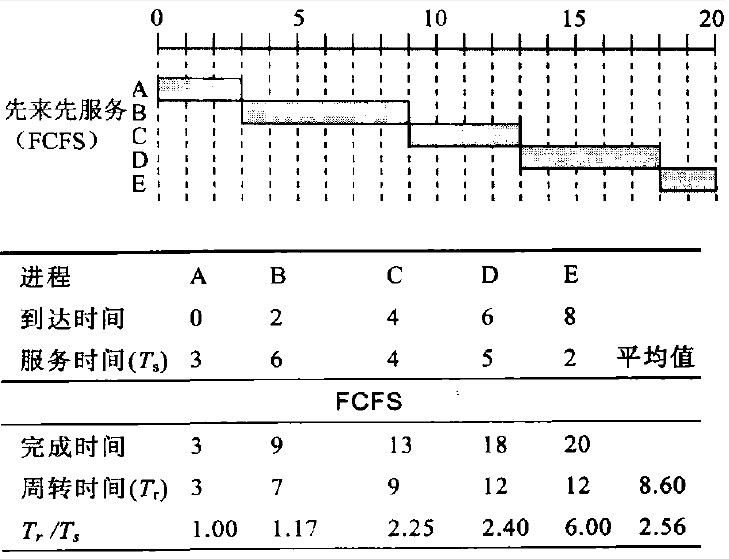 0 5 10 15 20
A
先来先服务 B
（FCFS） C
D
E
进程 A B C D E
到达时间 0 2 4 6 8
服务时间(Ts) 3 6 4 5 2 平均值
FCFS
完成时间 3 9 13 18 20
周转时间(Tr) 3 7 9 12 12 8.60
Tr /Ts 1.00 1.17 2.25 2.40 6.00 2.56